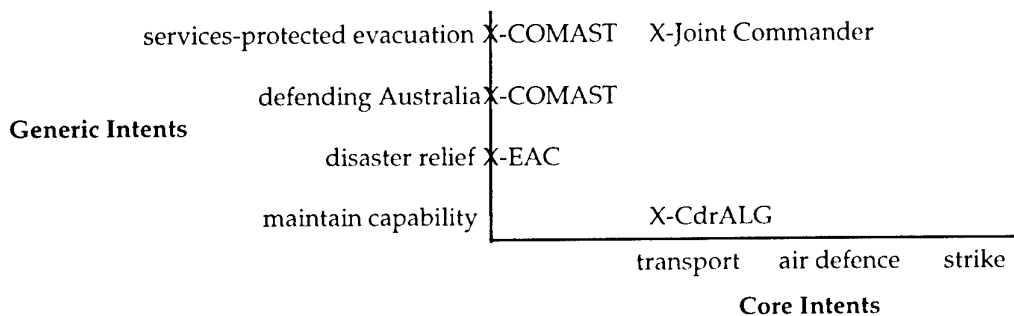 services-protected evacuation X-COMAST X-Joint Commander
defending Australia X-COMAST
Generic Intents
disaster relief X-EAC
maintain capability X-CdrALG
transport air defence strike
Core Intents